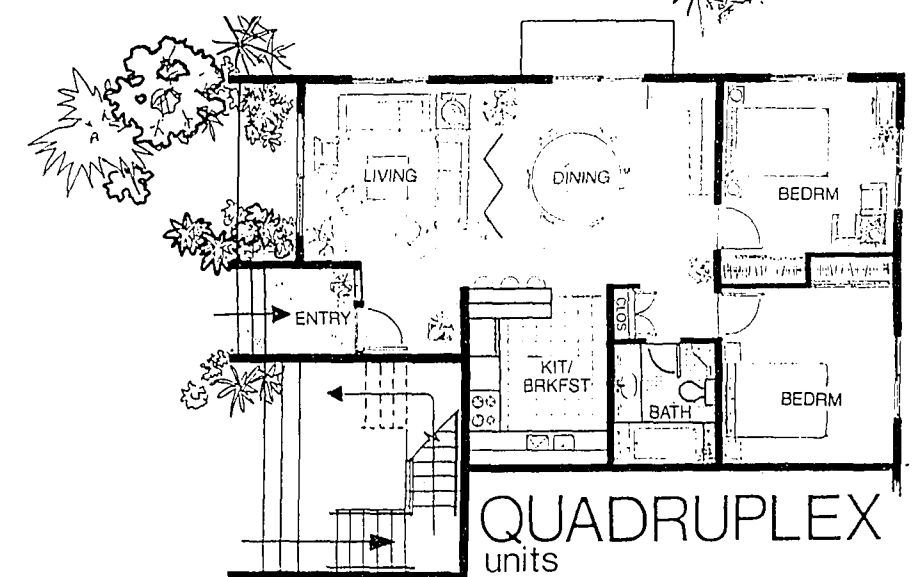 LIVING
DINING
BEDRM
ENTRY
CLOS
KIT/
BRKFST
BATH
BEDRM
QUADRUPLEX
units